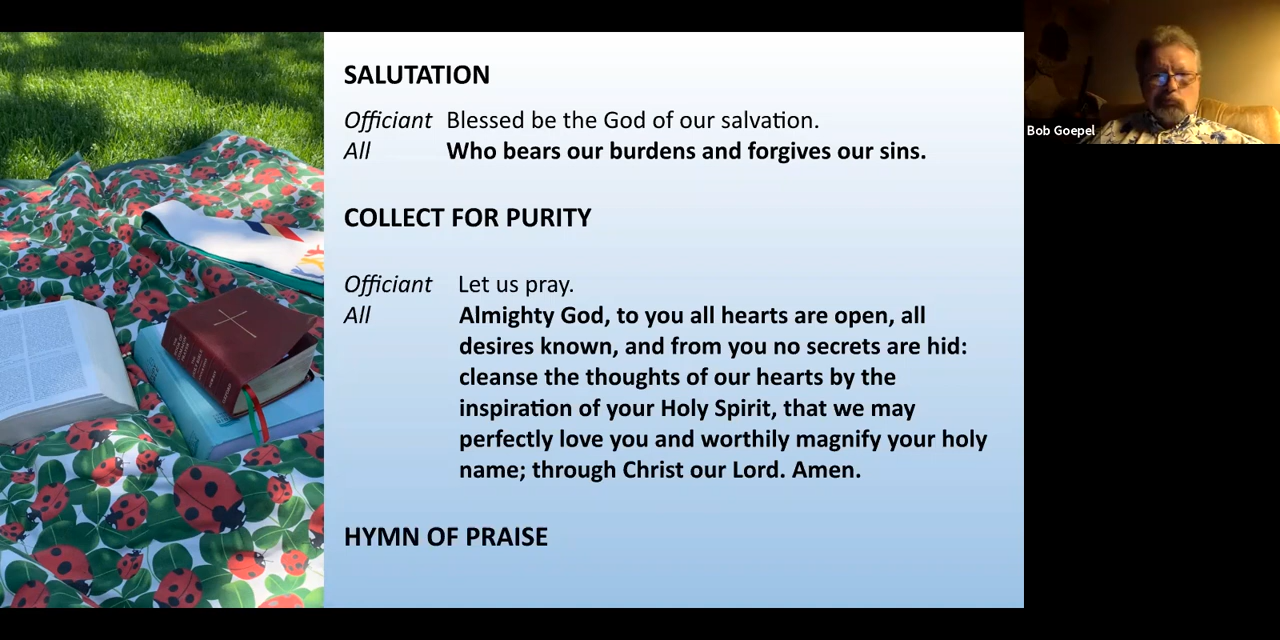 SALUTATION
Officiant Blessed be the God of our salvation.
All Who bears our burdens and forgives our sins.
COLLECT FOR PURITY
Officiant Let us pray.
All Almighty God, to you all hearts are open, all
desires known, and from you no secrets are hid:
cleanse the thoughts of our hearts by the
inspiration of your Holy Spirit, that we may
perfectly love you and worthily magnify your holy
name; through Christ our Lord. Amen.
HYMN OF PRAISE
Bob Goepel